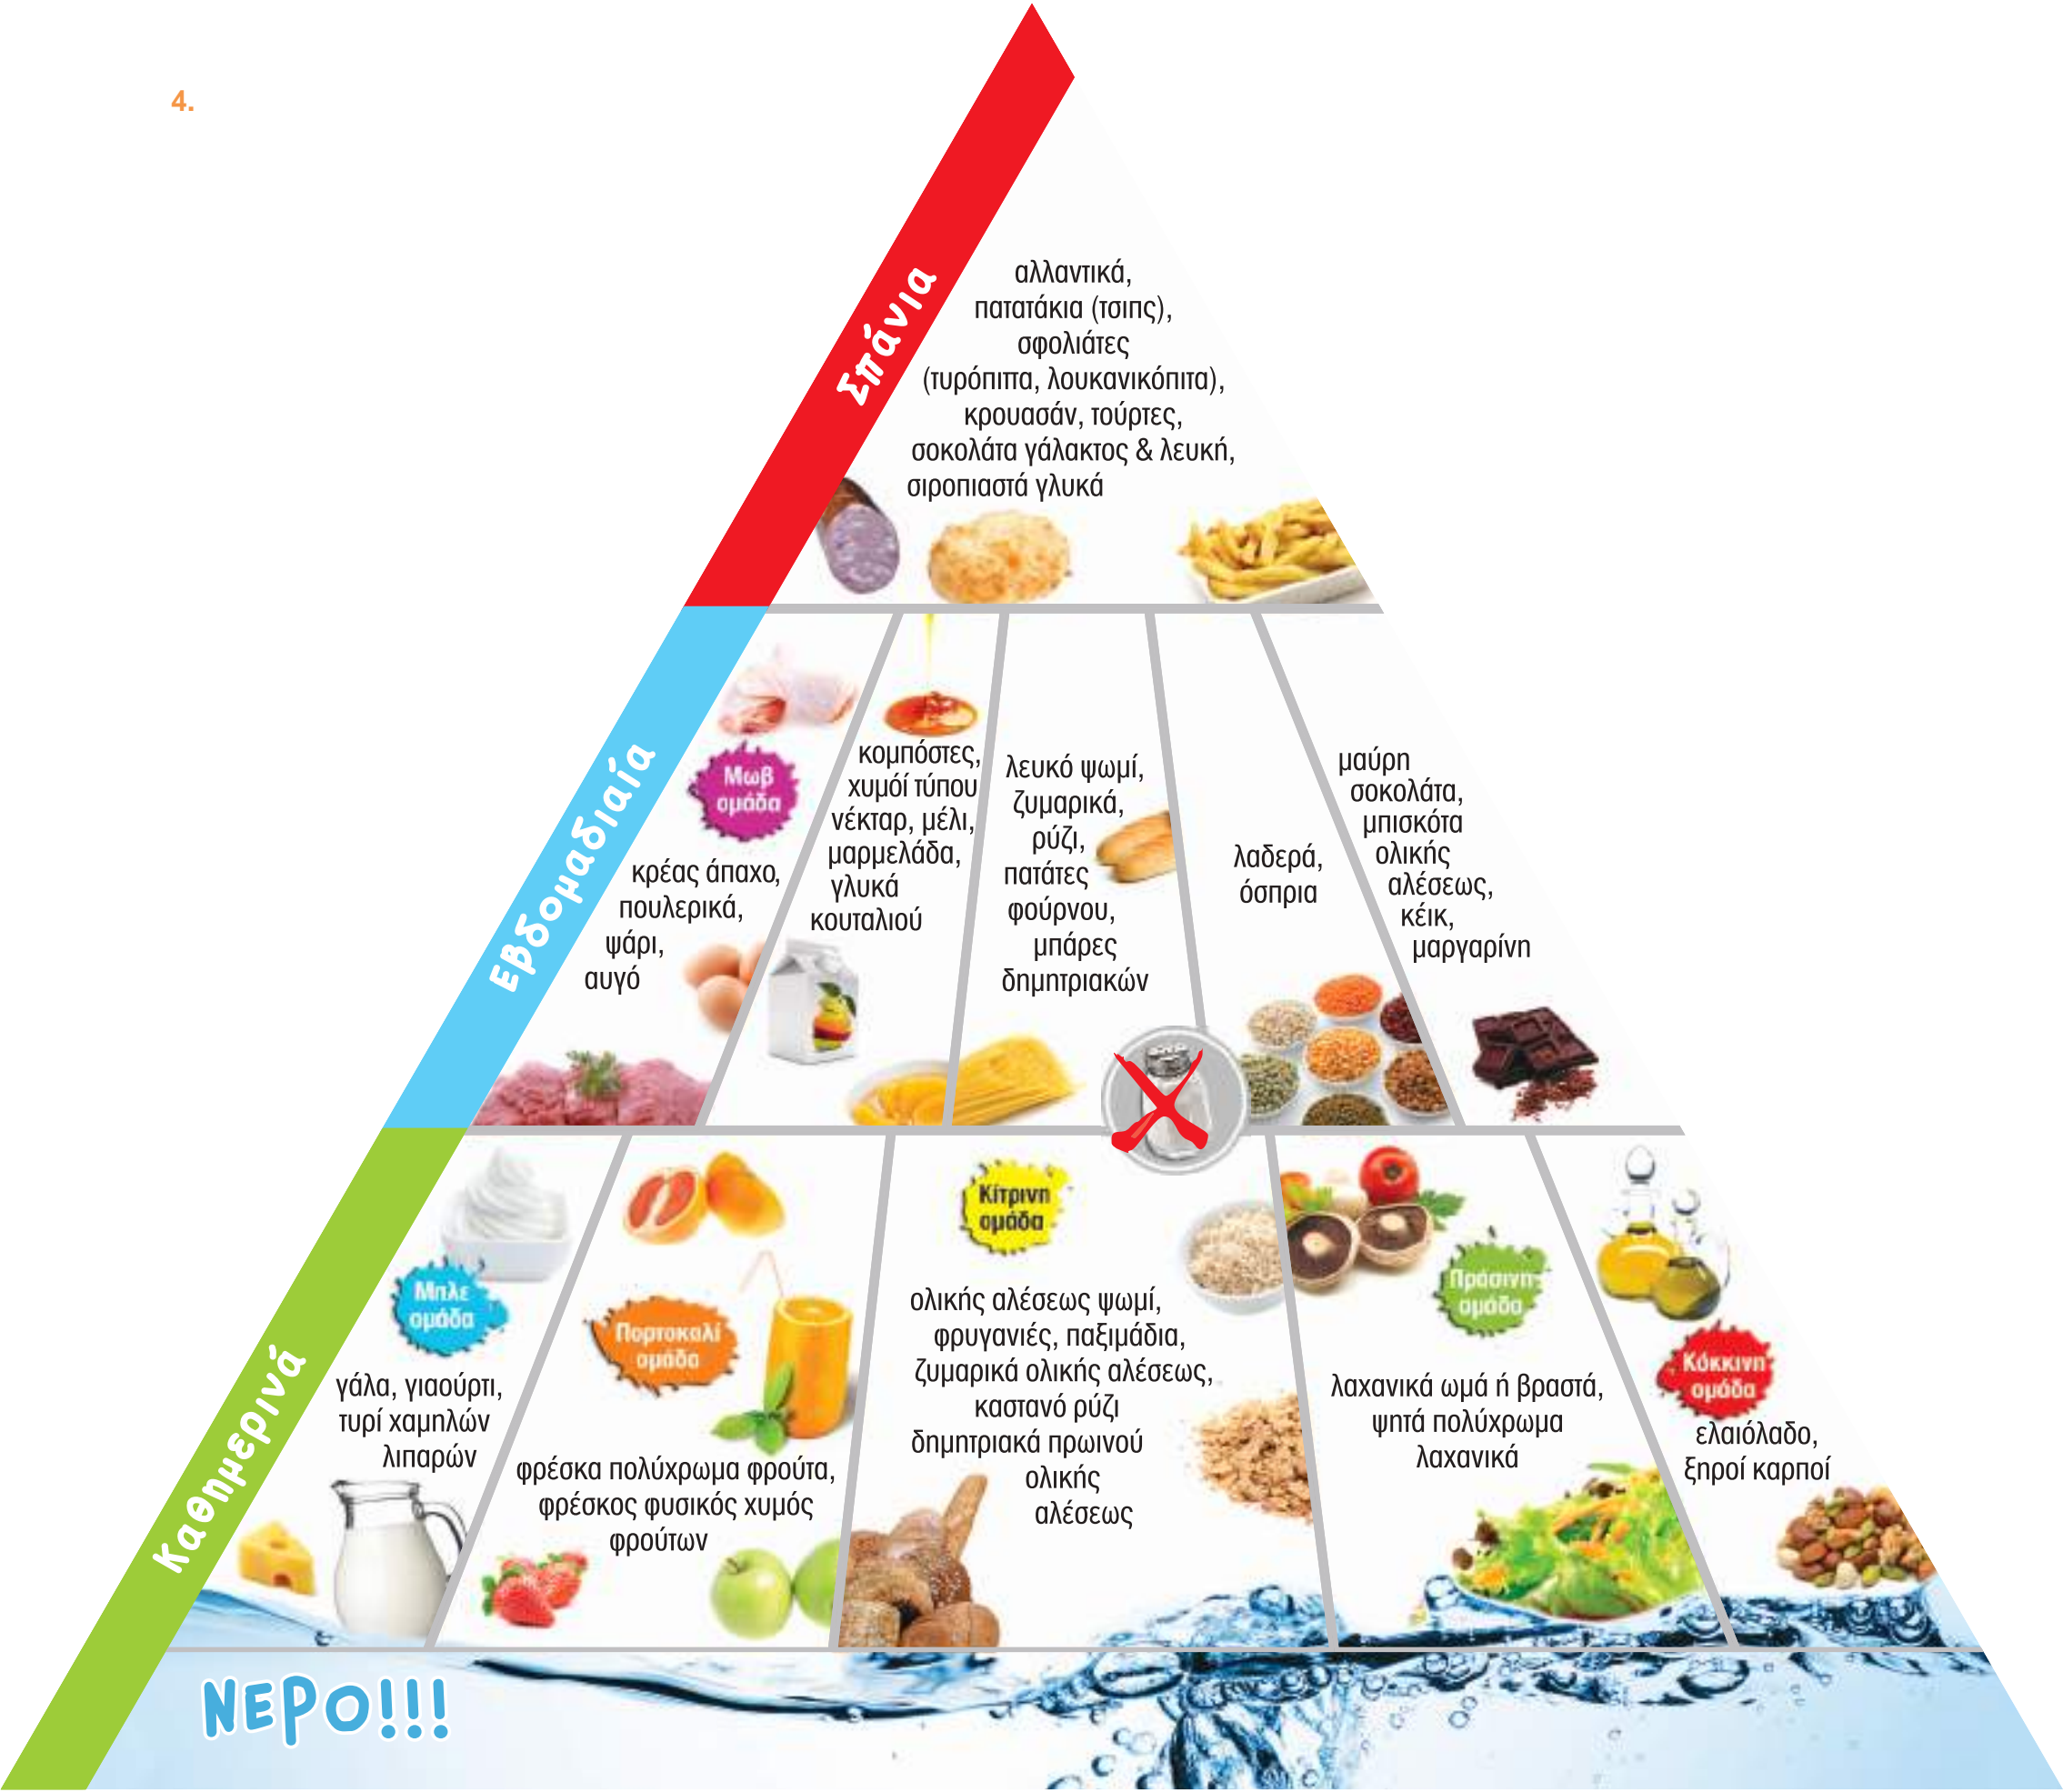 4.
Σπάνια
αλλαντικά,
πατατάκια (τσιπς),
σφολιάτες
(τυρόπιπα, λουκανικόπιτα),
κρουασάν, τούρτες,
σοκολάτα γάλακτος & λευκή,
σιροπιαστά γλυκά
Εβδομαδιαία
Μωβ
ομάδα
κρέας άπαχο,
πουλερικά,
ψάρι,
αυγό
κομπόστες,
χυμόί τύπου
νέκταρ, μέλι,
μαρμελάδα,
γλυκά
κουταλιού
λευκό ψωμί,
ζυμαρικά,
ρύζι,
πατάτες
φούρνου,
μπάρες
δημητριακών
λαδερά,
όσπρια
μαύρη
σοκολάτα,
μπισκότα
ολικής
αλέσεως,
κέικ,
μαργαρίνη
Καθημερινά
Μπλε
ομάδα
γάλα, γιαούρτι,
τυρί χαμηλών
λιπαρών
Πορτοκαλί
ομάδα
φρέσκα πολύχρωμα φρούτα,
φρέσκος φυσικός χυμός
φρούτων
Κίτρινη
ομάδα
ολικής αλέσεως ψωμί,
φρυγανιές, παξιμάδια,
ζυμαρικά ολικής αλέσεως,
καστανό ρύζι
δημητριακά πρωινού
ολικής
αλέσεως
Πράσινη
ομάδα
λαχανικά ωμά ή βραστά,
ψητά πολύχρωμα
λαχανικά
Κόκκινη
ομάδα
ελαιόλαδο,
ξηροί καρποί
ΝΕΡΟ!!!